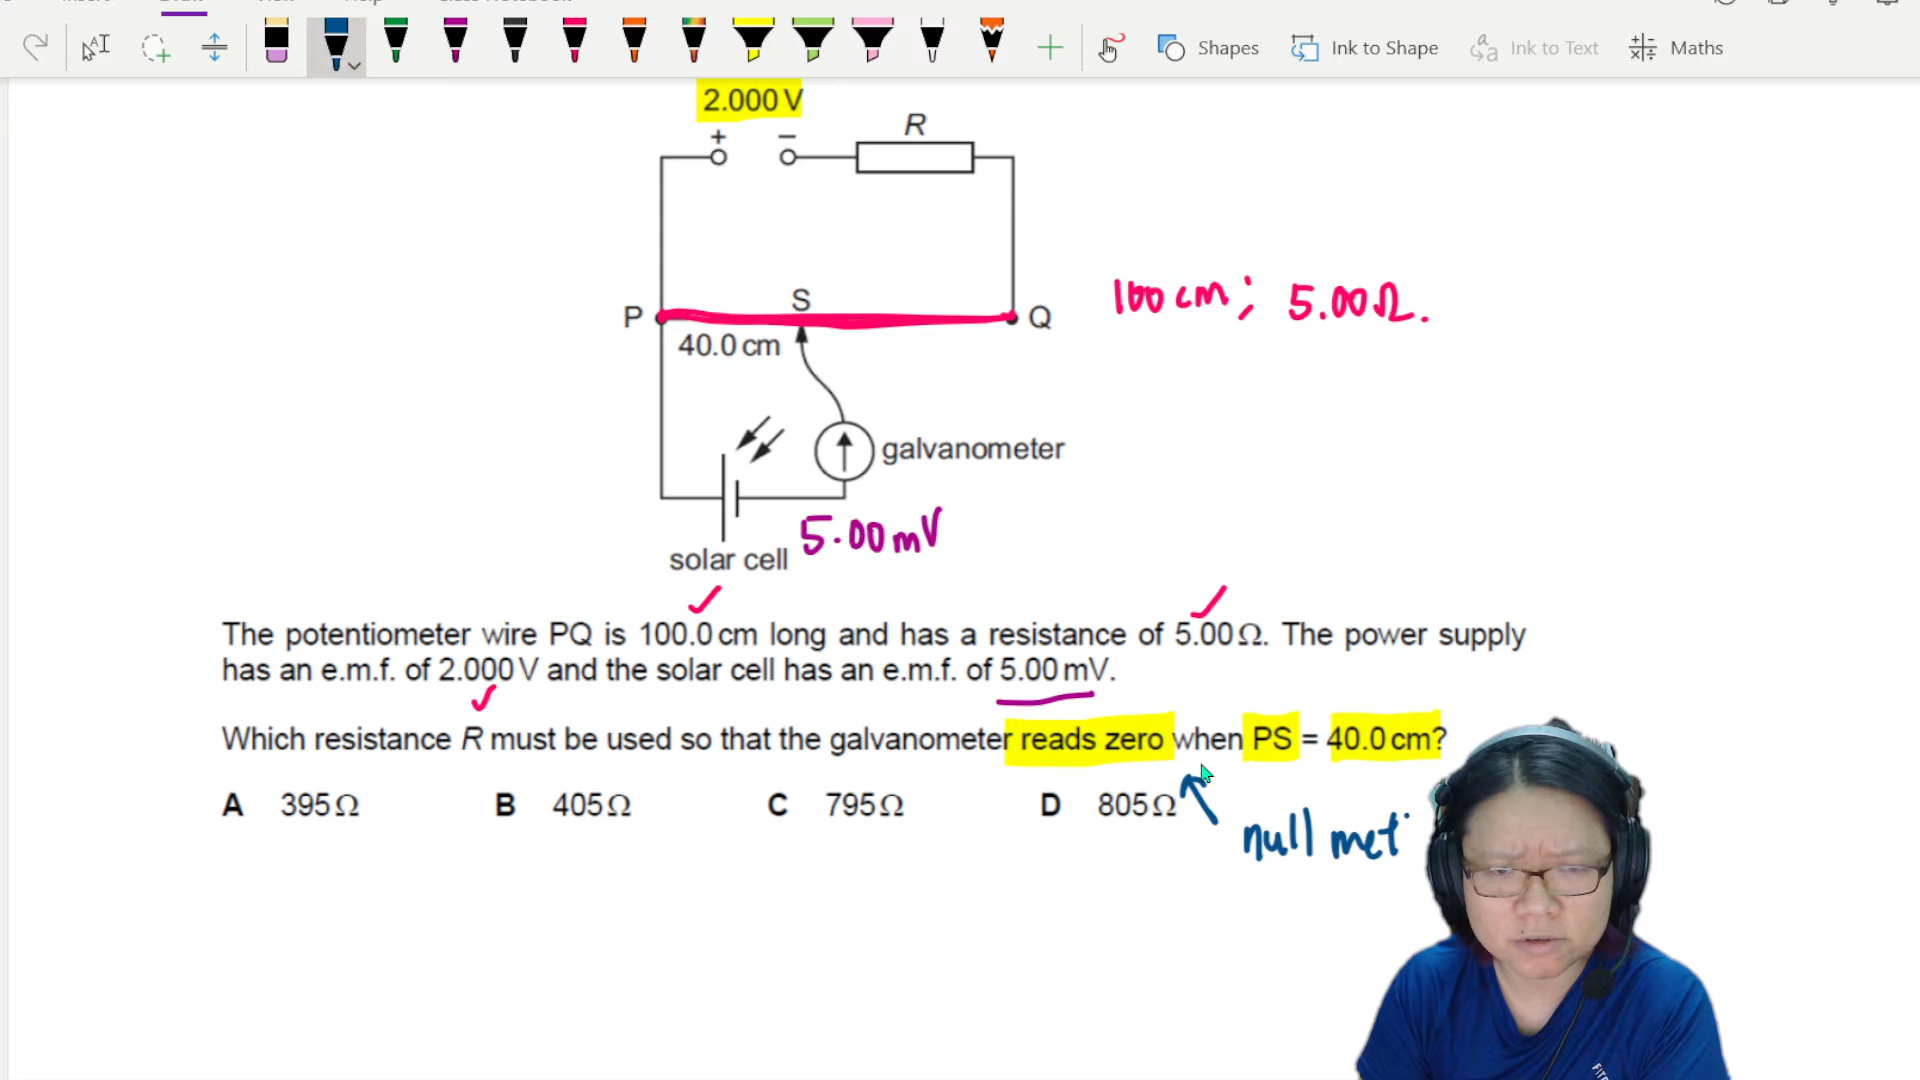 Shapes
Ink to Shape
Ink to Text
Maths
2.000 V
+ −
R
P
S
Q
100 cm ; 5.00 Ω.
40.0 cm
galvanometer
5.00 mV
solar cell
The potentiometer wire PQ is 100.0 cm long and has a resistance of 5.00 Ω. The power supply
has an e.m.f. of 2.000 V and the solar cell has an e.m.f. of 5.00 mV.
Which resistance R must be used so that the galvanometer reads zero when PS = 40.0 cm?
A 395 Ω B 405 Ω C 795 Ω D 805 Ω
null met